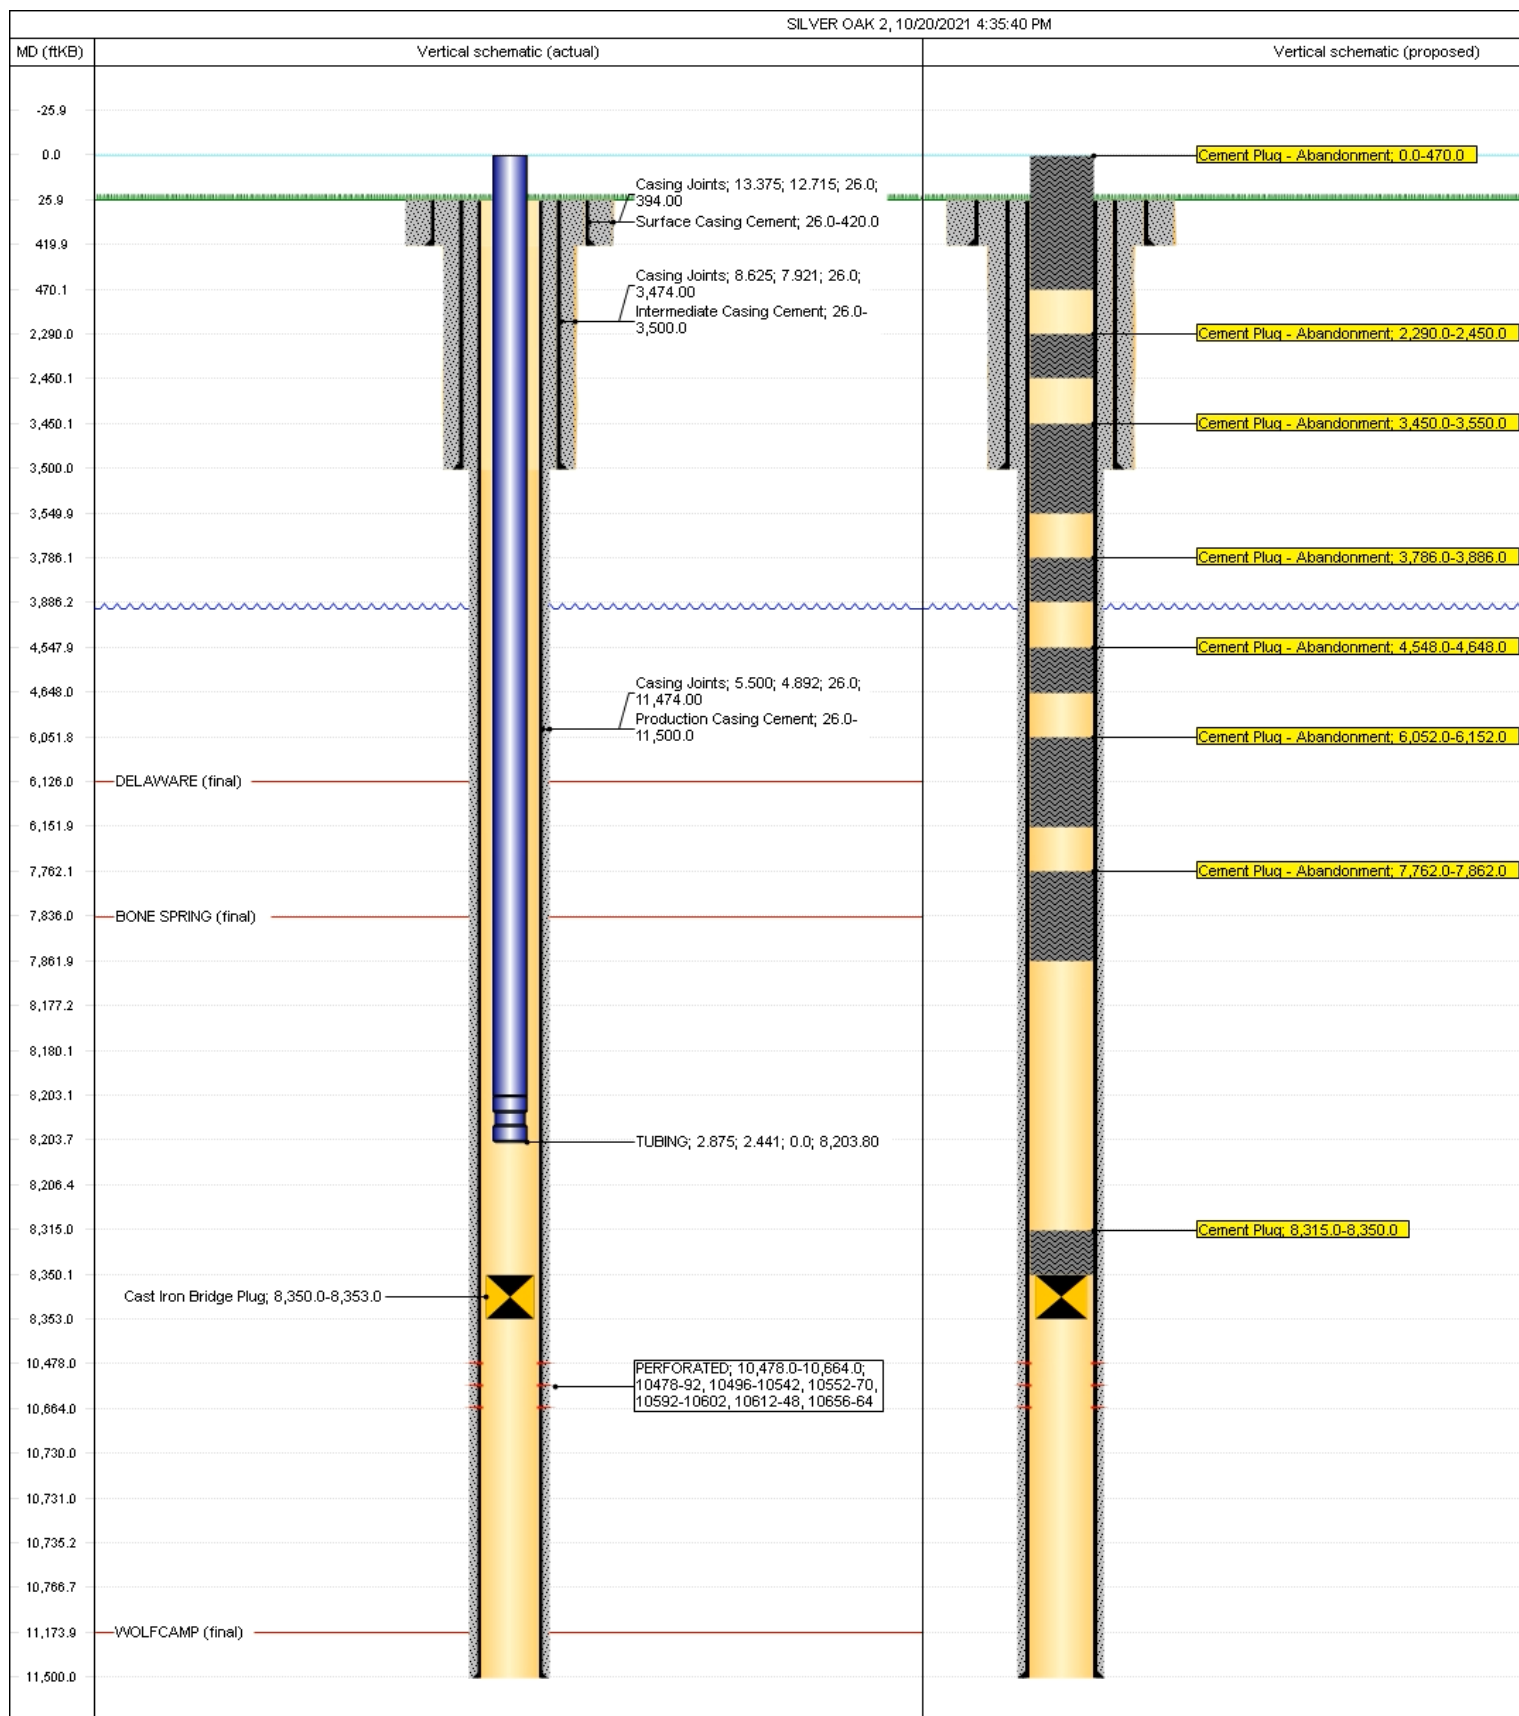 SILVER OAK 2, 10/20/2021 4:35:40 PM
MD (ftKB)
Vertical schematic (actual)
Vertical schematic (proposed)
-25.9
0.0
Cement Plug - Abandonment; 0.0-470.0
Casing Joints; 13.375; 12.715; 26.0;
394.00
25.9
Surface Casing Cement; 26.0-420.0
419.9
Casing Joints; 8.625; 7.921; 26.0;
3,474.00
470.1
Intermediate Casing Cement; 26.0-
3,500.0
2,290.0
Cement Plug - Abandonment; 2,290.0-2,450.0
2,450.1
3,450.1
Cement Plug - Abandonment; 3,450.0-3,550.0
3,500.0
3,549.9
3,786.1
Cement Plug - Abandonment; 3,786.0-3,886.0
3,886.2
4,547.9
Cement Plug - Abandonment; 4,548.0-4,648.0
Casing Joints; 5.500; 4.892; 26.0;
11,474.00
4,648.0
Production Casing Cement; 26.0-
11,500.0
6,051.8
Cement Plug - Abandonment; 6,052.0-6,152.0
6,126.0
DELAWARE (final)
6,151.9
7,762.1
Cement Plug - Abandonment; 7,762.0-7,862.0
7,836.0
BONE SPRING (final)
7,861.9
8,177.2
8,180.1
8,203.1
8,203.7
TUBING; 2.875; 2.441; 0.0; 8,203.80
8,206.4
8,315.0
Cement Plug; 8,315.0-8,350.0
8,350.1
Cast Iron Bridge Plug; 8,350.0-8,353.0
8,353.0
10,478.0
PERFORATED; 10,478.0-10,664.0;
10478-92, 10496-10542, 10552-70,
10592-10602, 10612-48, 10656-64
10,664.0
10,730.0
10,731.0
10,735.2
10,766.7
11,173.9
WOLFCAMP (final)
11,500.0